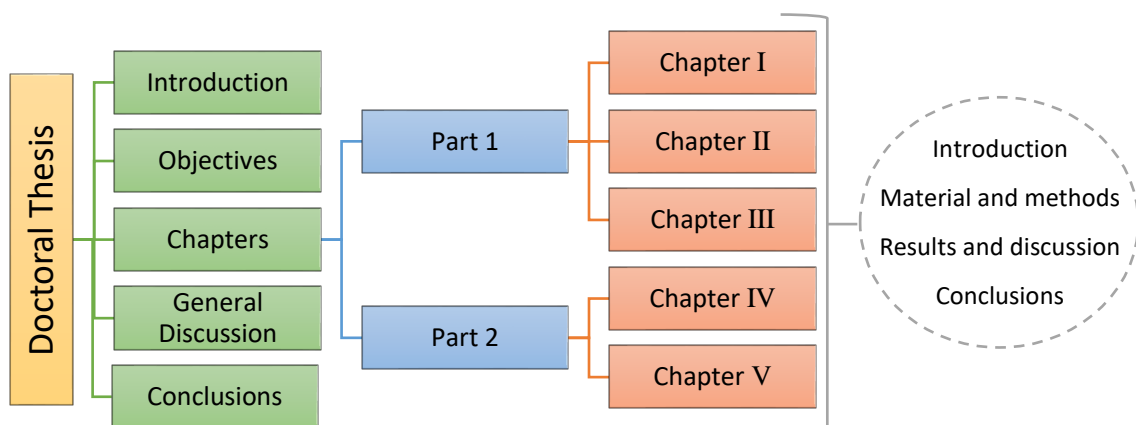 Doctoral Thesis
Introduction
Objectives
Chapters
General
Discussion
Conclusions
Part 1
Part 2
Chapter I
Chapter II
Chapter III
Chapter IV
Chapter V
Introduction
Material and methods
Results and discussion
Conclusions